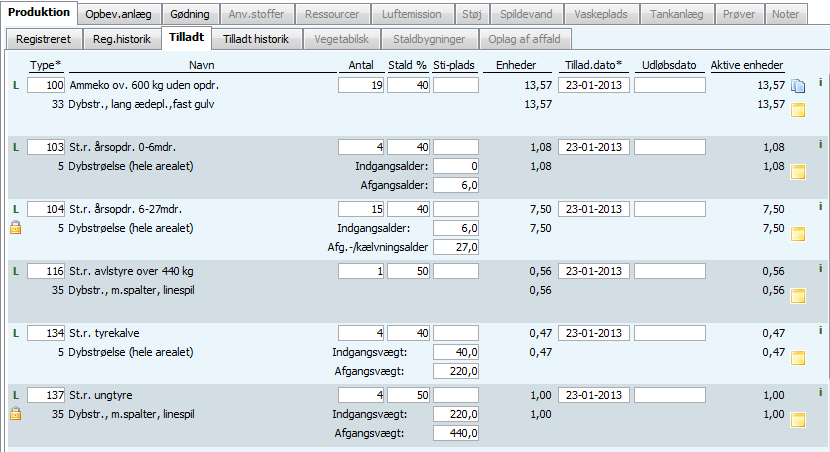 Produktion Opbev.anlæg Gødning Anv.stoffer Ressourcer Luftemission Støj Spildevand Vaskeplads Tankanlæg Prøver Noter
Registreret Reg.historik Tilladt Tilladt historik Vegetabilsk Staldbygninger Oplag af affald
Type* Navn Antal Stald % Sti-plads Enheder Tillad.dato* Udløbsdato Aktive enheder
L 100 Ammeko ov. 600 kg uden opdr. 19 40 13,57 23-01-2013 13,57 i
33 Dybstr., lang ædepl.,fast gulv 13,57 13,57
L 103 St.r. årsopdr. 0-6mdr. 4 40 1,08 23-01-2013 1,08 i
5 Dybstrøelse (hele arealet) Indgangsalder: 0 1,08 1,08
Afgangsalder: 6,0
L 104 St.r. årsopdr. 6-27mdr. 15 40 7,50 23-01-2013 7,50 i
5 Dybstrøelse (hele arealet) Indgangsalder: 6,0 7,50 7,50
Afg.-/kælvningsalder 27,0
L 116 St.r. avlstyre over 440 kg 1 50 0,56 23-01-2013 0,56 i
35 Dybstr., m.spalter, linespil 0,56 0,56
L 134 St.r. tyrekalve 4 40 0,47 23-01-2013 0,47 i
5 Dybstrøelse (hele arealet) Indgangsvægt: 40,0 0,47 0,47
Afgangsvægt: 220,0
L 137 St.r. ungtyre 4 50 1,00 23-01-2013 1,00 i
35 Dybstr., m.spalter, linespil Indgangsvægt: 220,0 1,00 1,00
Afgangsvægt: 440,0